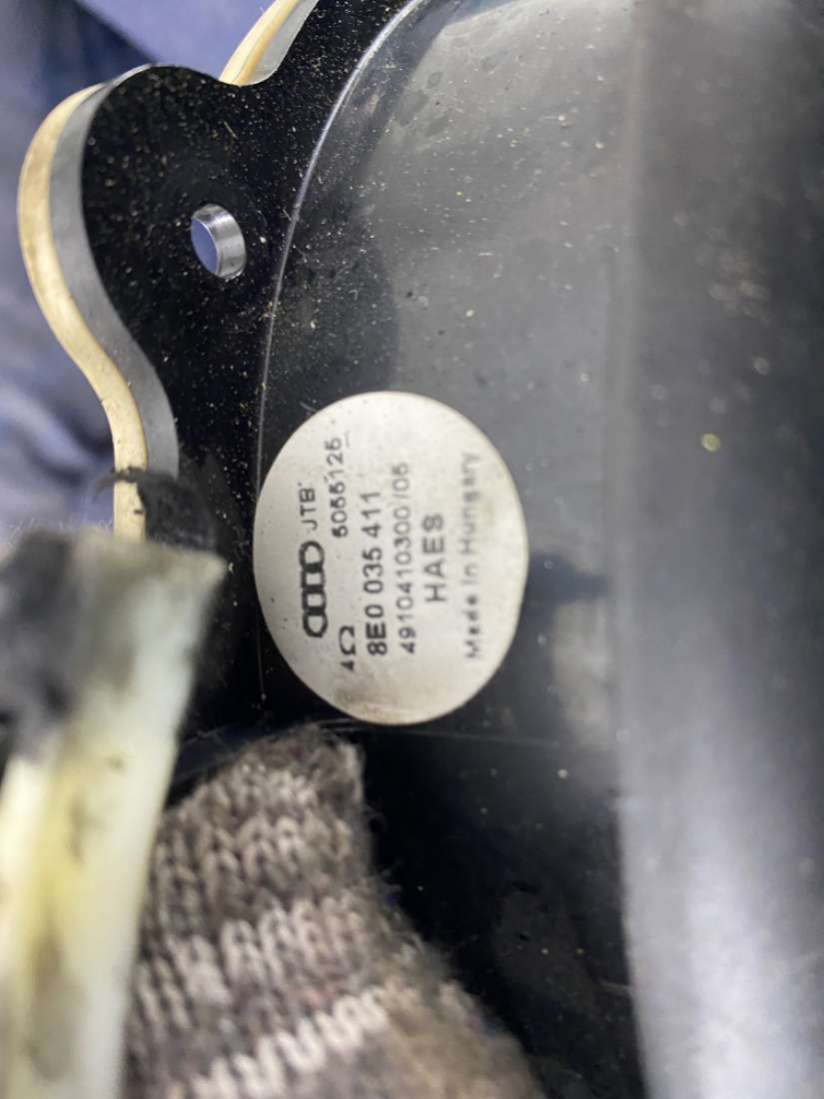 JTB
5055125
4Ω
8E0 035 411
4910410300/05
HAES
Made In Hungary